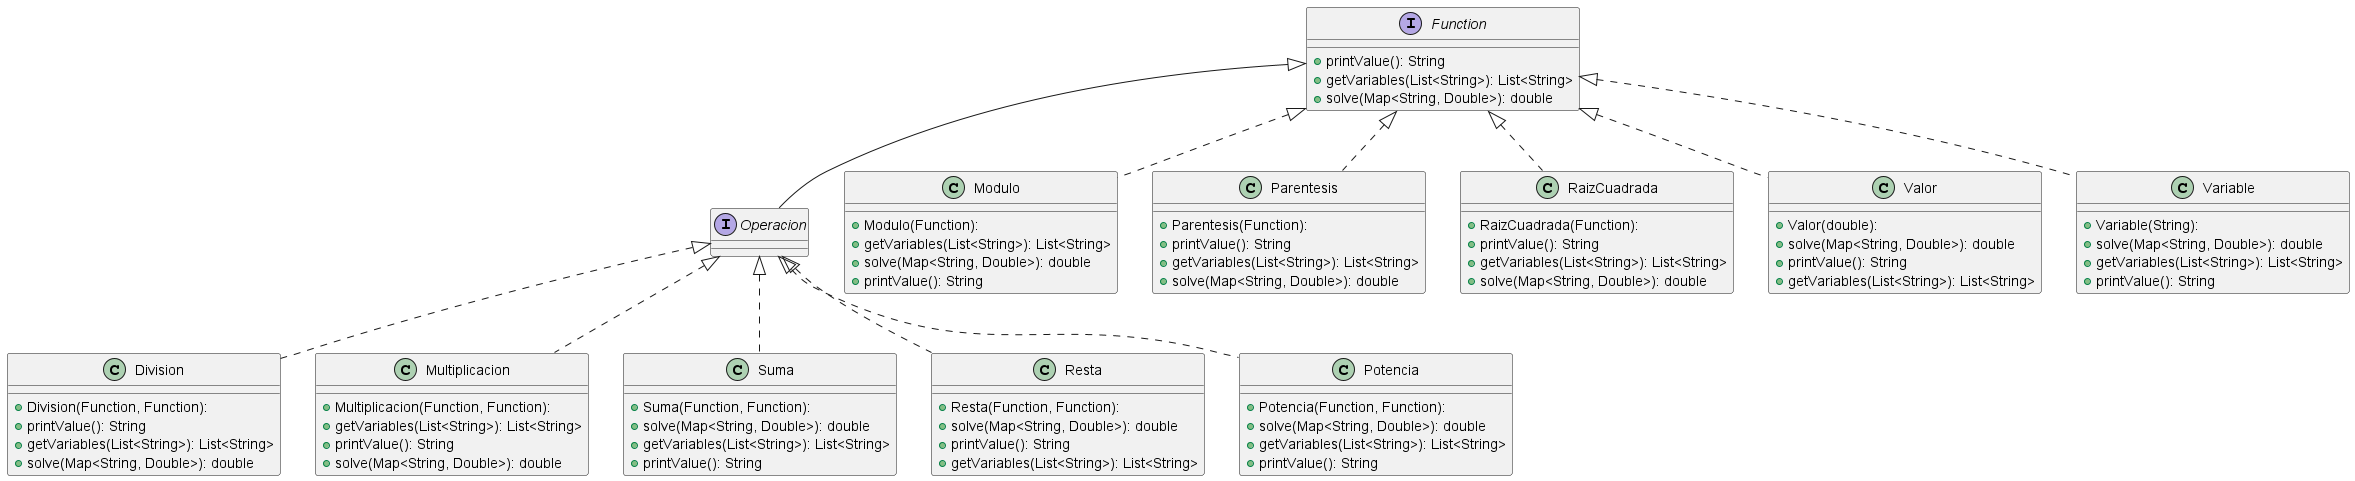 I Function
printValue(): String
getVariables(List<String>): List<String>
solve(Map<String, Double>): double
I Operacion
C Modulo
Modulo(Function):
getVariables(List<String>): List<String>
solve(Map<String, Double>): double
printValue(): String
C Parentesis
Parentesis(Function):
printValue(): String
getVariables(List<String>): List<String>
solve(Map<String, Double>): double
C RaizCuadrada
RaizCuadrada(Function):
printValue(): String
getVariables(List<String>): List<String>
solve(Map<String, Double>): double
C Valor
Valor(double):
solve(Map<String, Double>): double
printValue(): String
getVariables(List<String>): List<String>
C Variable
Variable(String):
solve(Map<String, Double>): double
getVariables(List<String>): List<String>
printValue(): String
C Division
Division(Function, Function):
printValue(): String
getVariables(List<String>): List<String>
solve(Map<String, Double>): double
C Multiplicacion
Multiplicacion(Function, Function):
getVariables(List<String>): List<String>
printValue(): String
solve(Map<String, Double>): double
C Suma
Suma(Function, Function):
solve(Map<String, Double>): double
getVariables(List<String>): List<String>
printValue(): String
C Resta
Resta(Function, Function):
solve(Map<String, Double>): double
printValue(): String
getVariables(List<String>): List<String>
C Potencia
Potencia(Function, Function):
solve(Map<String, Double>): double
getVariables(List<String>): List<String>
printValue(): String